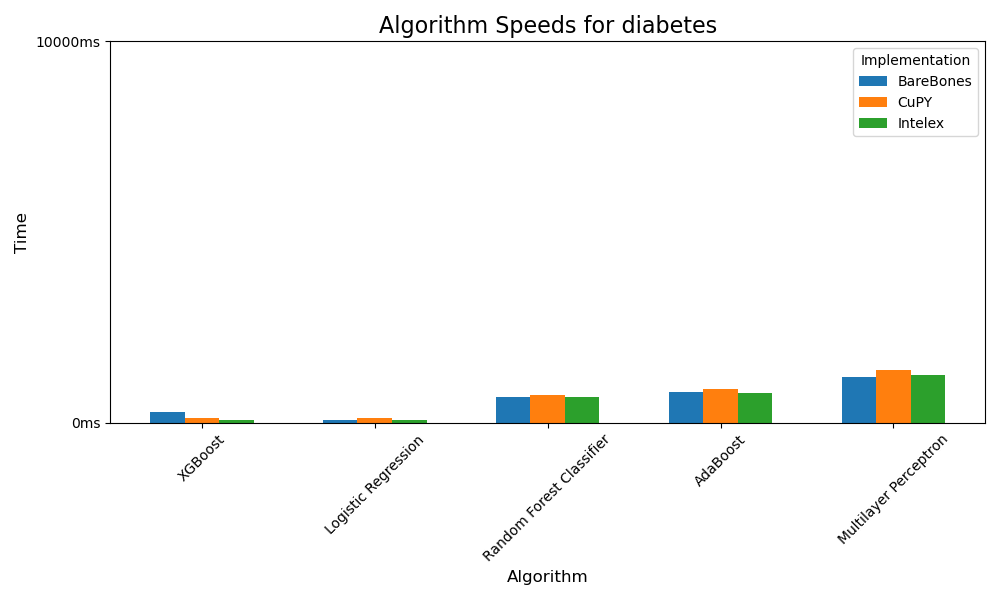 Algorithm Speeds for diabetes
10000ms
0ms
Time
Implementation
BareBones
CuPY
Intelex
XGBoost
Logistic Regression
Random Forest Classifier
AdaBoost
Multilayer Perceptron
Algorithm